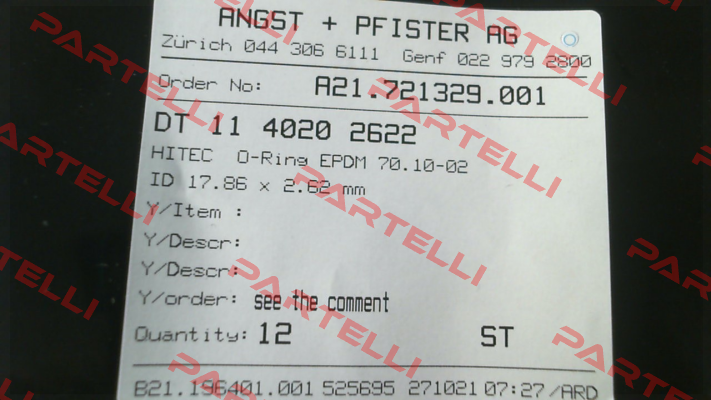 ANGST + PFISTER AG
Zürich 044 306 6111 Genf 022 979 2800
Order No: A21.721329.001
DT 11 4020 2622
HITEC O-Ring EPDM 70.10-02
ID 17.86 x 2.62 mm
Y/Item :
Y/Descr:
Y/Descr:
Y/order: see the comment
Quantity: 12 ST
B21.196401.001 525695 271021 07:27 /ARD
PARTELLI
PARTELLI
PARTELLI
PARTELLI
PARTELLI
PARTELLI
PARTELLI
PARTELLI
PARTELLI
PARTELLI